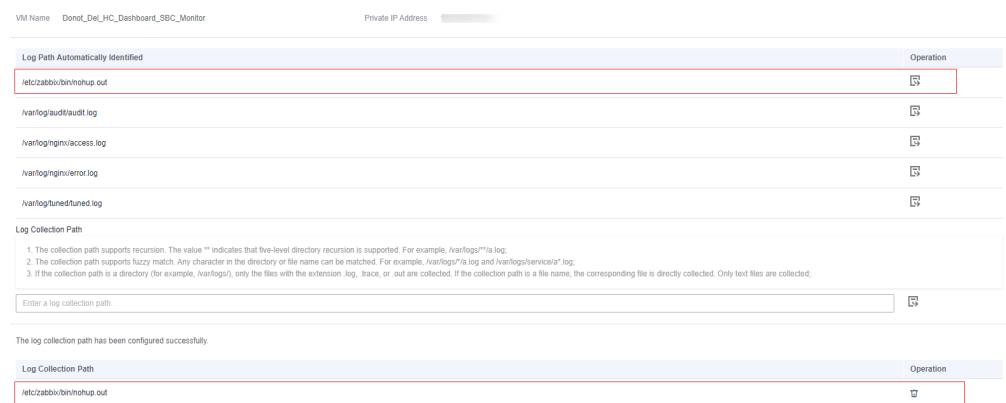 VM Name Donot_Del_HC_Dashboard_SBC_Monitor Private IP Address
Log Path Automatically Identified Operation
/etc/zabbix/bin/nohup.out
/var/log/audit/audit.log
/var/log/nginx/access.log
/var/log/nginx/error.log
/var/log/tuned/tuned.log
Log Collection Path
1. The collection path supports recursion. The value ** indicates that five-level directory recursion is supported. For example, /var/logs/**/a.log;
2. The collection path supports fuzzy match. Any character in the directory or file name can be matched. For example, /var/logs/*/a.log and /var/logs/service/a*.log;
3. If the collection path is a directory (for example, /var/logs/), only the files with the extension .log, .trace, or .out are collected. If the collection path is a file name, the corresponding file is directly collected. Only text files are collected;
Enter a log collection path.
The log collection path has been configured successfully.
Log Collection Path Operation
/etc/zabbix/bin/nohup.out